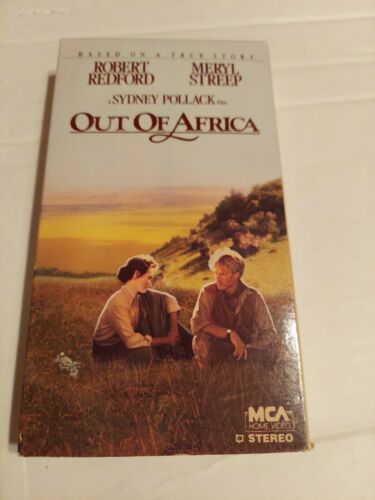 BASED ON A TRUE STORY
ROBERT REDFORD
MERYL STREEP
A SYDNEY POLLACK Film
OUT OF AFRICA
MCA
HOME VIDEO
STEREO